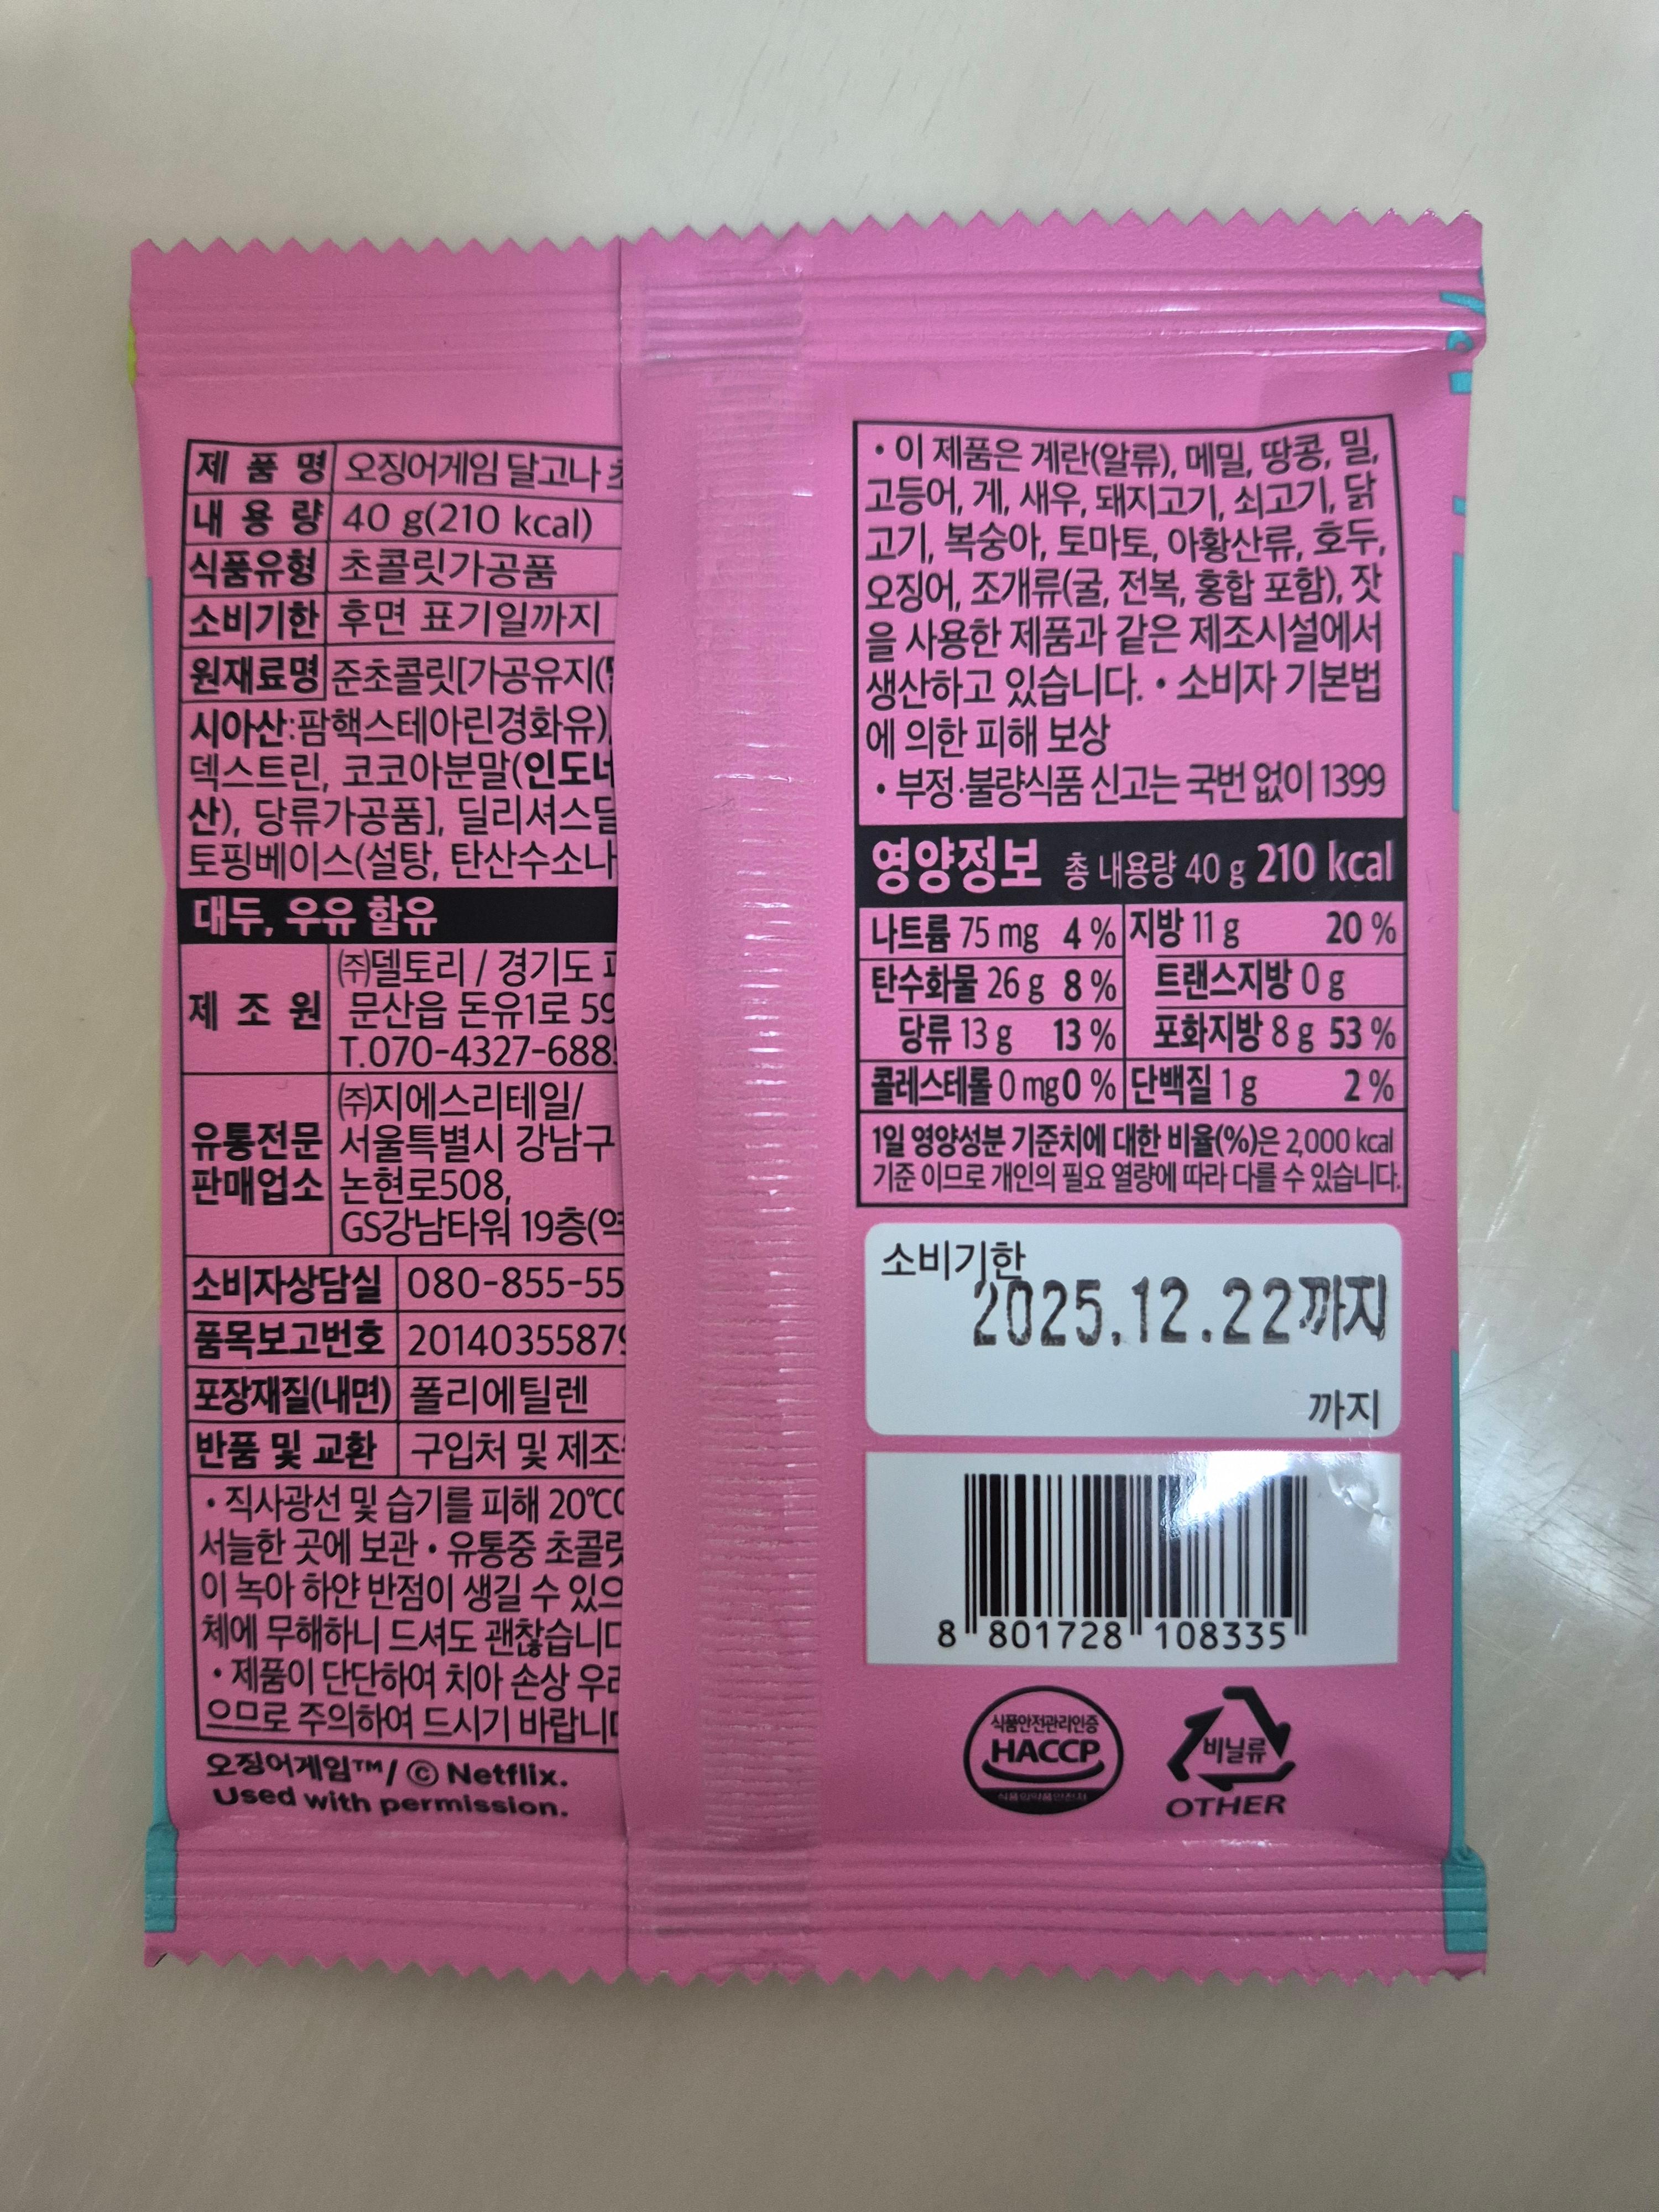 제 품 명 오징어게임 달고나
내 용 량 40 g(210 kcal)
식품유형 초콜릿가공품
소비기한 후면 표기일까지
원재료명 준초콜릿[가공유지(
시아산:팜핵스테아린경화유)
덱스트린, 코코아분말(인도네
산), 당류가공품], 딜리셔스달
토핑베이스(설탕, 탄산수소나
대두, 우유 함유
제 조 원 ㈜델토리 / 경기도
문산읍 돈유1로 59
T.070-4327-688
유통전문판매업소 ㈜지에스리테일/
서울특별시 강남구
논현로508,
GS강남타워 19층(역
소비자상담실 080-855-55
품목보고번호 2014035587
포장재질(내면) 폴리에틸렌
반품 및 교환 구입처 및 제조
• 직사광선 및 습기를 피해 20℃
서늘한 곳에 보관 • 유통중 초콜릿
이 녹아 하얀 반점이 생길 수 있으
체에 무해하니 드셔도 괜찮습니다
• 제품이 단단하여 치아 손상 우려
으므로 주의하여 드시기 바랍니다
오징어게임™/ © Netflix.
Used with permission.
• 이 제품은 계란(알류), 메밀, 땅콩, 밀,
고등어, 게, 새우, 돼지고기, 쇠고기, 닭
고기, 복숭아, 토마토, 아황산류, 호두,
오징어, 조개류(굴, 전복, 홍합 포함), 잣
을 사용한 제품과 같은 제조시설에서
생산하고 있습니다. • 소비자 기본법
에 의한 피해 보상
• 부정·불량식품 신고는 국번 없이 1399
영양정보 총 내용량 40 g 210 kcal
나트륨 75 mg 4 % 지방 11 g 20 %
탄수화물 26 g 8 % 트랜스지방 0 g
당류 13 g 13 % 포화지방 8 g 53 %
콜레스테롤 0 mg 0 % 단백질 1 g 2 %
1일 영양성분 기준치에 대한 비율(%)은 2,000 kcal
기준 이므로 개인의 필요 열량에 따라 다를 수 있습니다.
소비기한
2025.12.22까지
까지
8 801728 108335
식품안전관리인증
HACCP
식품의약품안전처
비닐류
OTHER